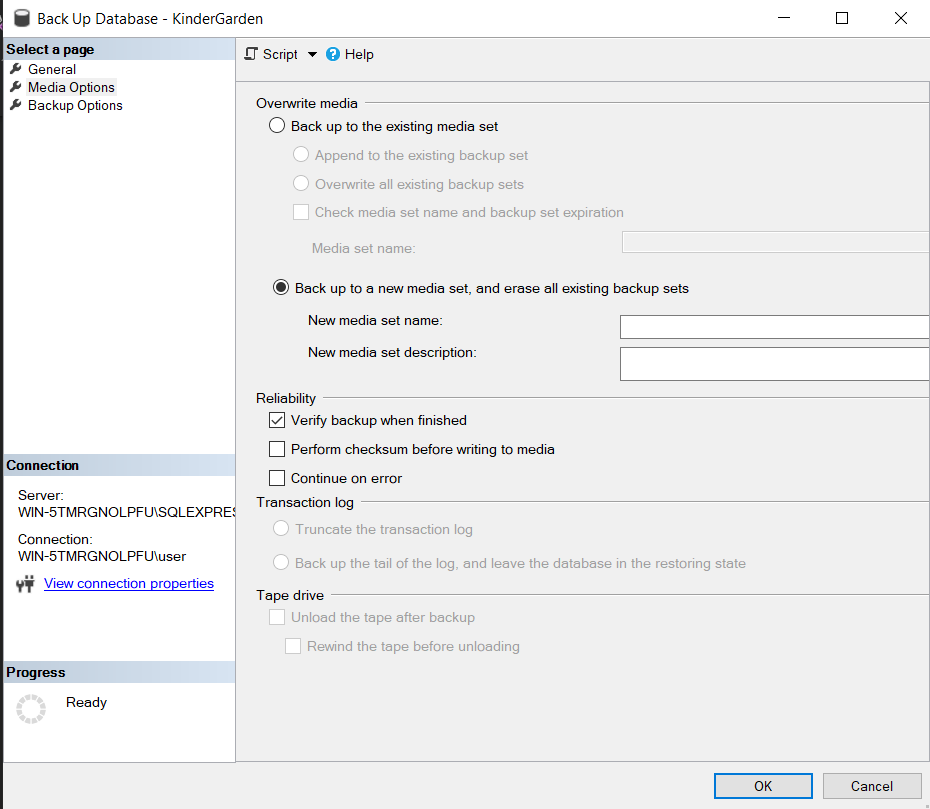 Back Up Database - KinderGarden
Select a page
General
Media Options
Backup Options
Script
Help
Overwrite media
Back up to the existing media set
Append to the existing backup set
Overwrite all existing backup sets
Check media set name and backup set expiration
Media set name:
Back up to a new media set, and erase all existing backup sets
New media set name:
New media set description:
Reliability
Verify backup when finished
Perform checksum before writing to media
Continue on error
Transaction log
Truncate the transaction log
Back up the tail of the log, and leave the database in the restoring state
Tape drive
Unload the tape after backup
Rewind the tape before unloading
Connection
Server:
WIN-5TMRGNOLPFU\SQLEXPRES
Connection:
WIN-5TMRGNOLPFU\user
View connection properties
Progress
Ready
OK
Cancel